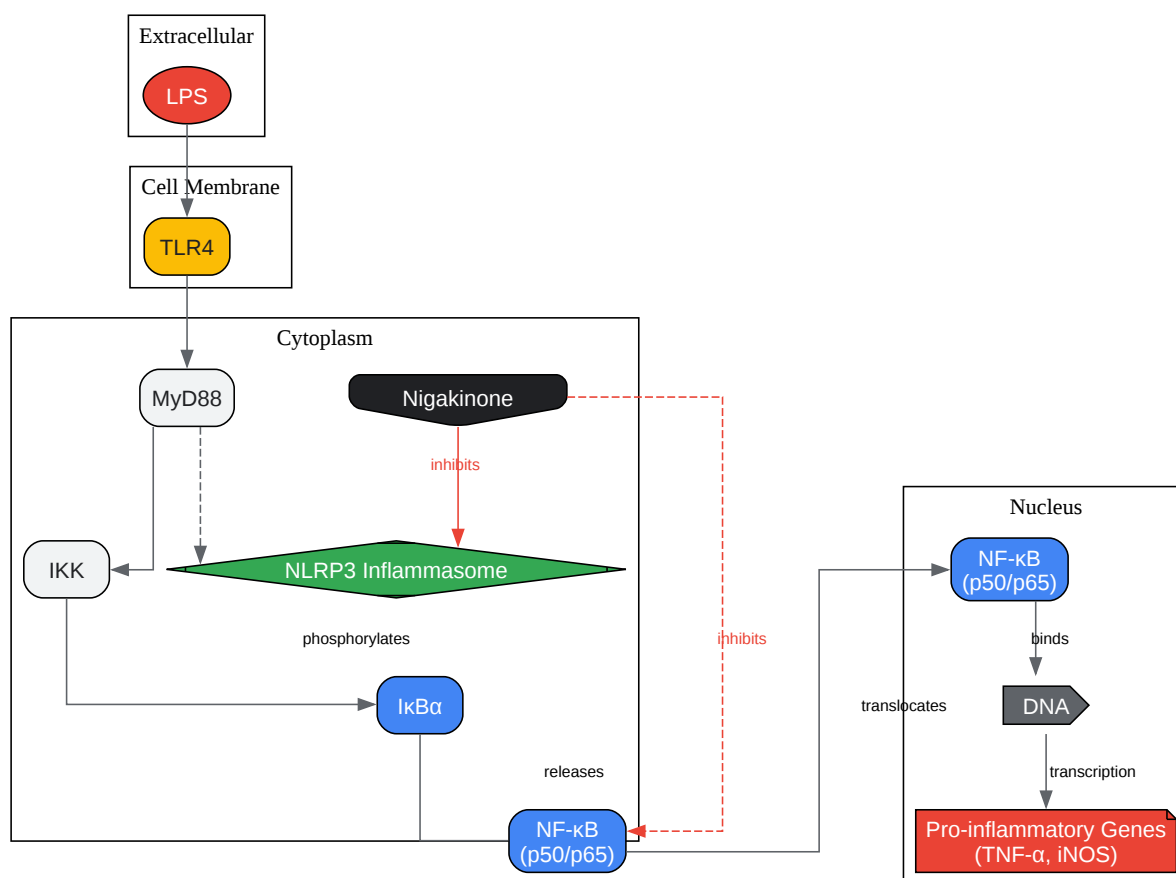 Extracellular
LPS
Cell Membrane
TLR4
Cytoplasm
MyD88
Nigakinone
inhibits
IKK
NLRP3 Inflammasome
phosphorylates
inhibits
IκBα
releases
NF-κB
(p50/p65)
translocates
Nucleus
NF-κB
(p50/p65)
binds
DNA
transcription
Pro-inflammatory Genes
(TNF-α, iNOS)